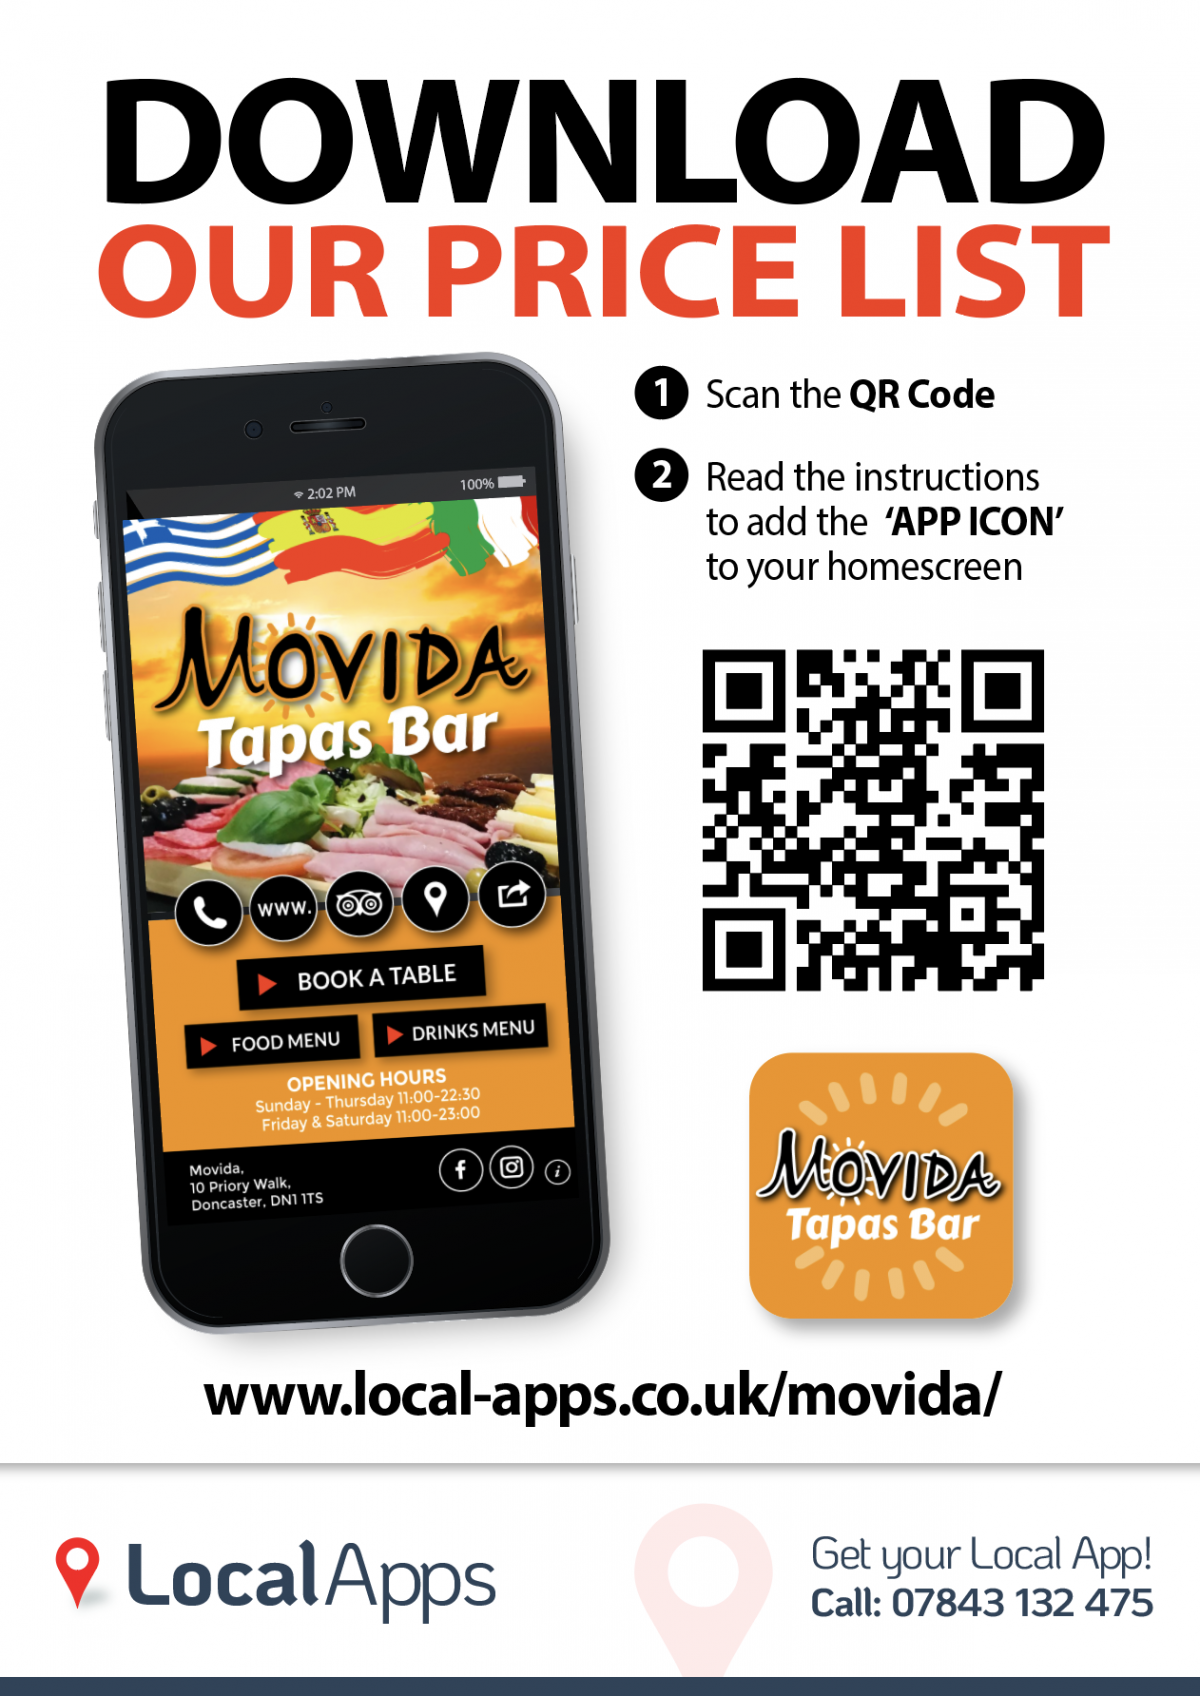 DOWNLOAD
OUR PRICE LIST
1 Scan the QR Code
2 Read the instructions
to add the ‘APP ICON’
to your homescreen
2:02 PM 100%
MOVIDA
Tapas Bar
www.
BOOK A TABLE
FOOD MENU
DRINKS MENU
OPENING HOURS
Sunday - Thursday 11:00-22:30
Friday & Saturday 11:00-23:00
Movida,
10 Priory Walk,
Doncaster, DN1 1TS
f
i
MOVIDA
Tapas Bar
www.local-apps.co.uk/movida/
LocalApps
Get your Local App!
Call: 07843 132 475